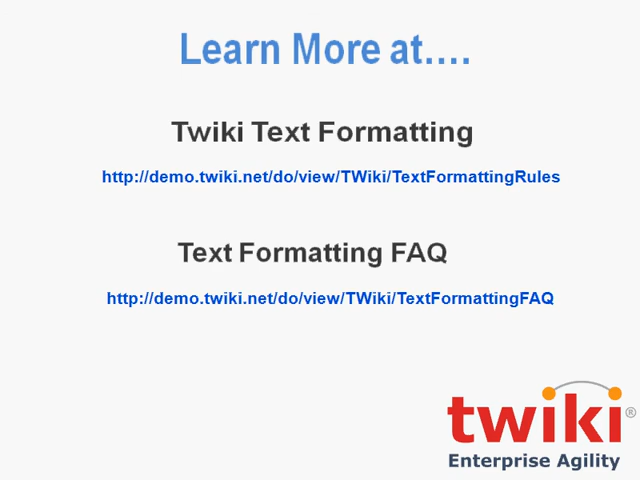 Learn More at....
Twiki Text Formatting
http://demo.twiki.net/do/view/TWiki/TextFormattingRules
Text Formatting FAQ
http://demo.twiki.net/do/view/TWiki/TextFormattingFAQ
twiki®
Enterprise Agility